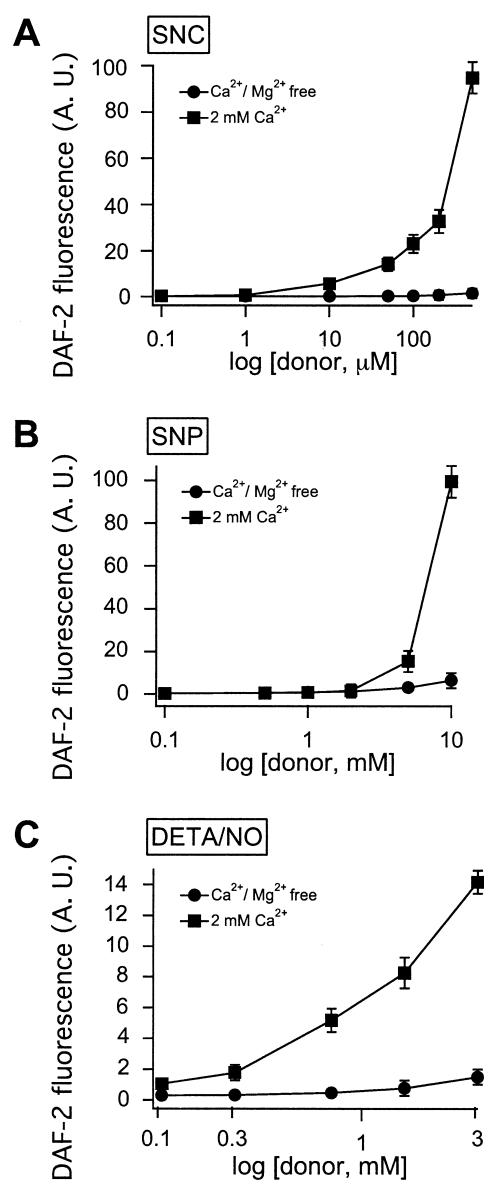 A
SNC
DAF-2 fluorescence (A. U.)
100
80
60
40
20
0
Ca²⁺/ Mg²⁺ free
2 mM Ca²⁺
0.1 1 10 100
log [donor, µM]
B
SNP
DAF-2 fluorescence (A. U.)
100
80
60
40
20
0
Ca²⁺/ Mg²⁺ free
2 mM Ca²⁺
0.1 1 10
log [donor, mM]
C
DETA/NO
DAF-2 fluorescence (A. U.)
14
12
10
8
6
4
2
0
Ca²⁺/ Mg²⁺ free
2 mM Ca²⁺
0.1 0.3 1 3
log [donor, mM]